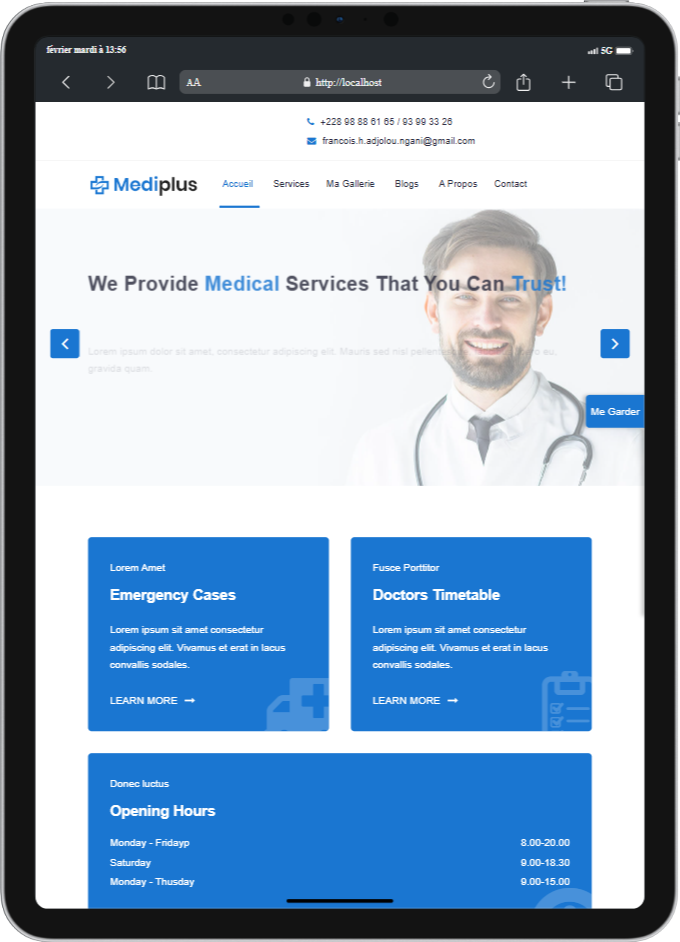 février mardi à 13:56
5G
AA http://localhost
+228 98 88 61 65 / 93 99 33 26
francois.h.adjolou.ngani@gmail.com
Mediplus Accueil Services Ma Gallerie Blogs A Propos Contact
We Provide Medical Services That You Can Trust!
Lorem ipsum dolor sit amet, consectetur adipiscing elit. Mauris sed nisl eu,
gravida quam.
Me Garder
Lorem Amet
Emergency Cases
Lorem ipsum sit amet consectetur
adipiscing elit. Vivamus et erat in lacus
convallis sodales.
LEARN MORE
Fusce Porttitor
Doctors Timetable
Lorem ipsum sit amet consectetur
adipiscing elit. Vivamus et erat in lacus
convallis sodales.
LEARN MORE
Donec luctus
Opening Hours
Monday - Fridayp 8.00-20.00
Saturday 9.00-18.30
Monday - Thusday 9.00-15.00